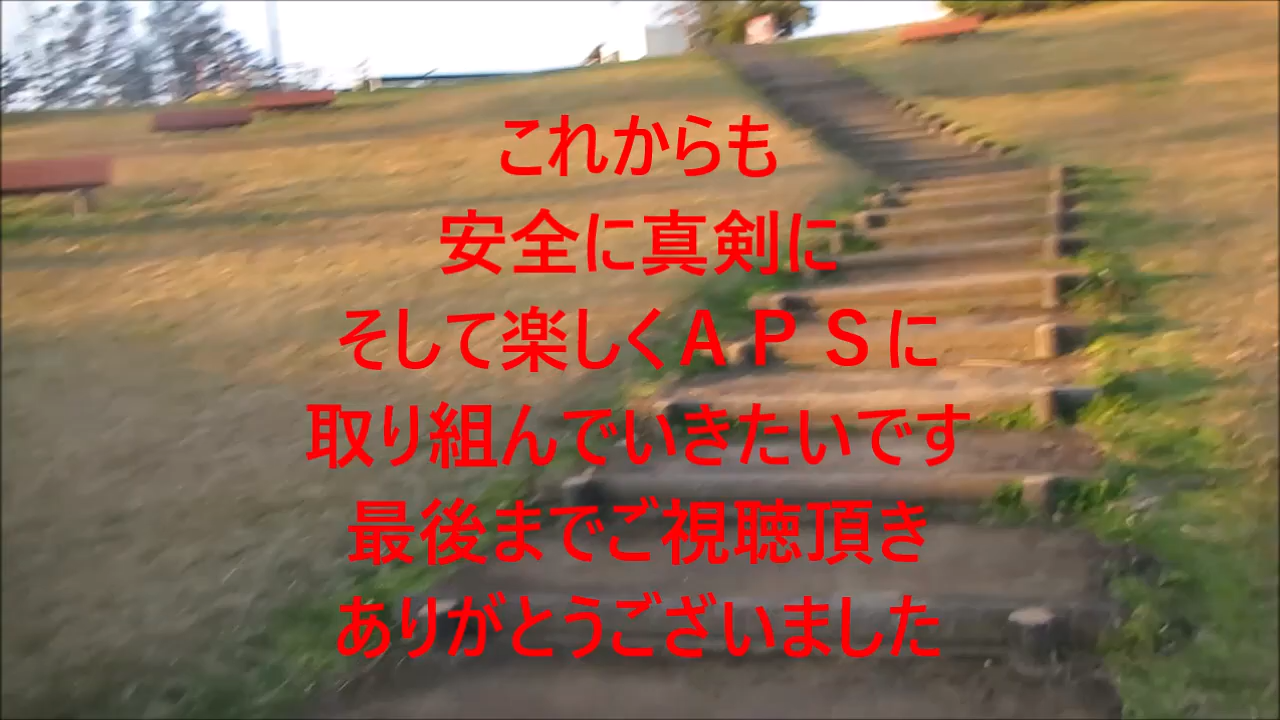 これからも
安全に真剣に
そして楽しくＡＰＳに
取り組んでいきたいです
最後までご視聴頂き
ありがとうございました